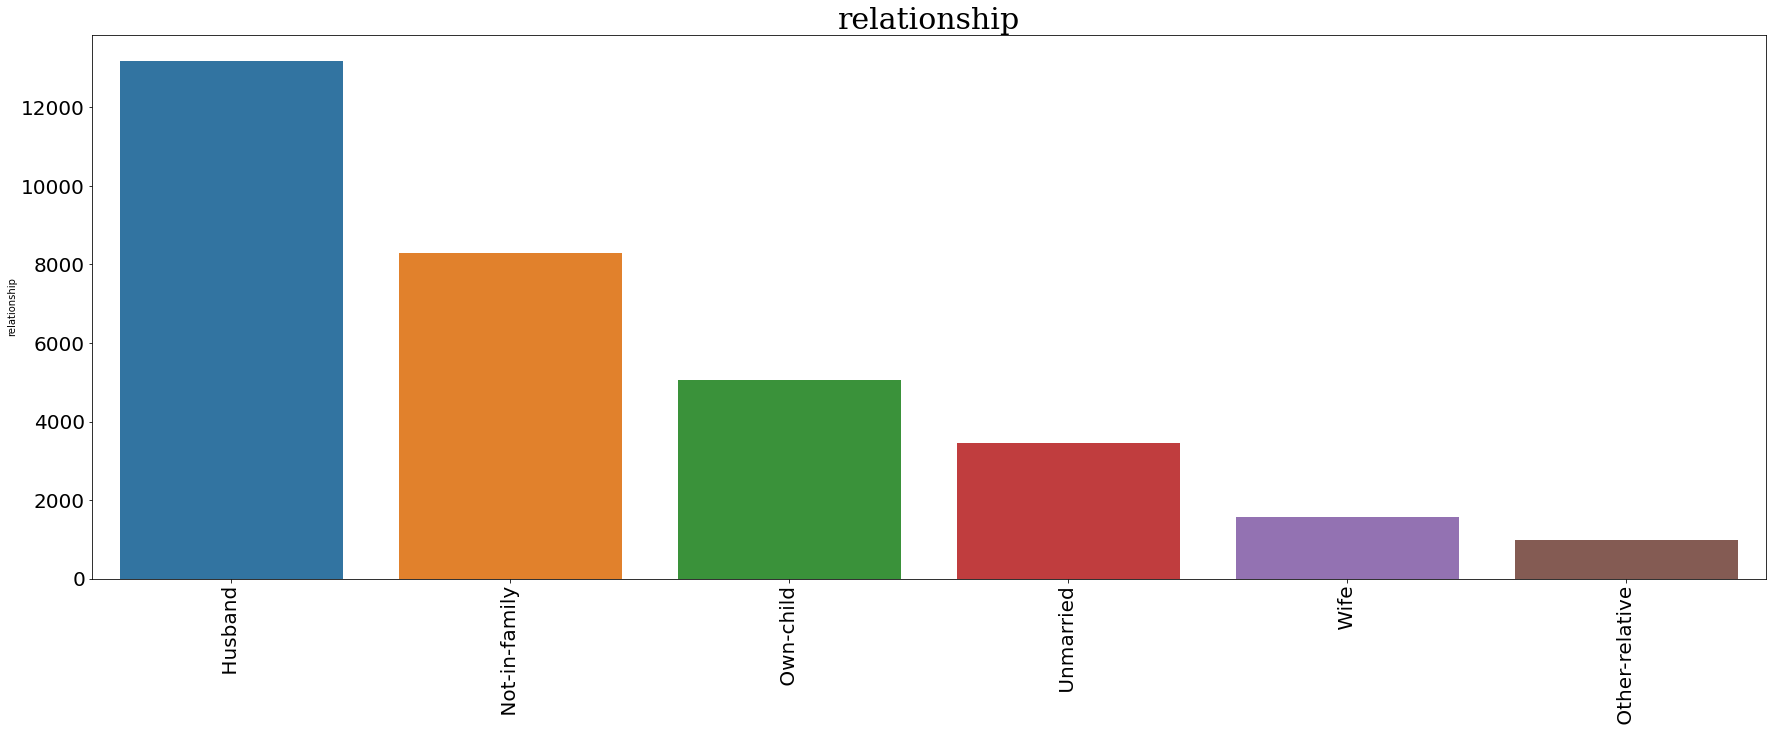 relationship
12000
10000
8000
6000
4000
2000
0
relationship
Husband
Not-in-family
Own-child
Unmarried
Wife
Other-relative